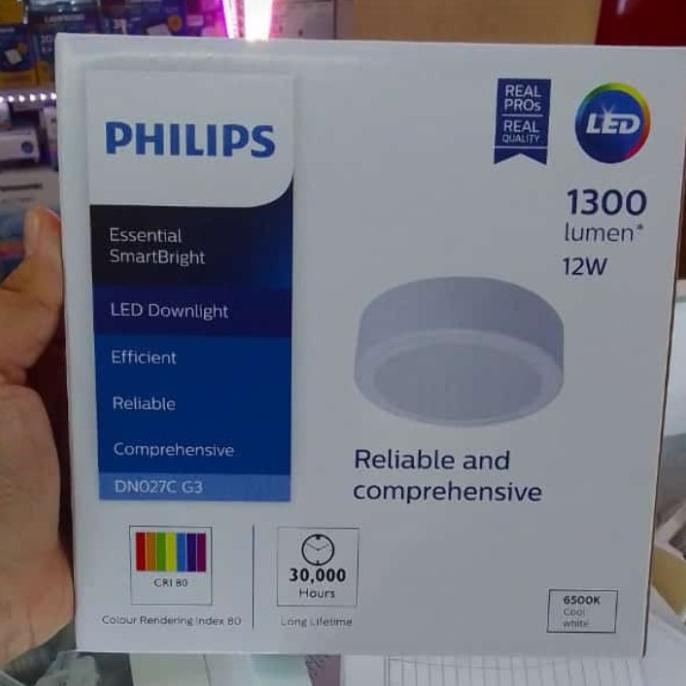 PHILIPS
Essential
SmartBright
LED Downlight
Efficient
Reliable
Comprehensive
DN027C G3
REAL
PROs
REAL
QUALITY
LED
1300
lumen*
12W
Reliable and
comprehensive
CRI 80
Colour Rendering Index 80
30,000
Hours
Long Lifetime
6500K
Cool
white